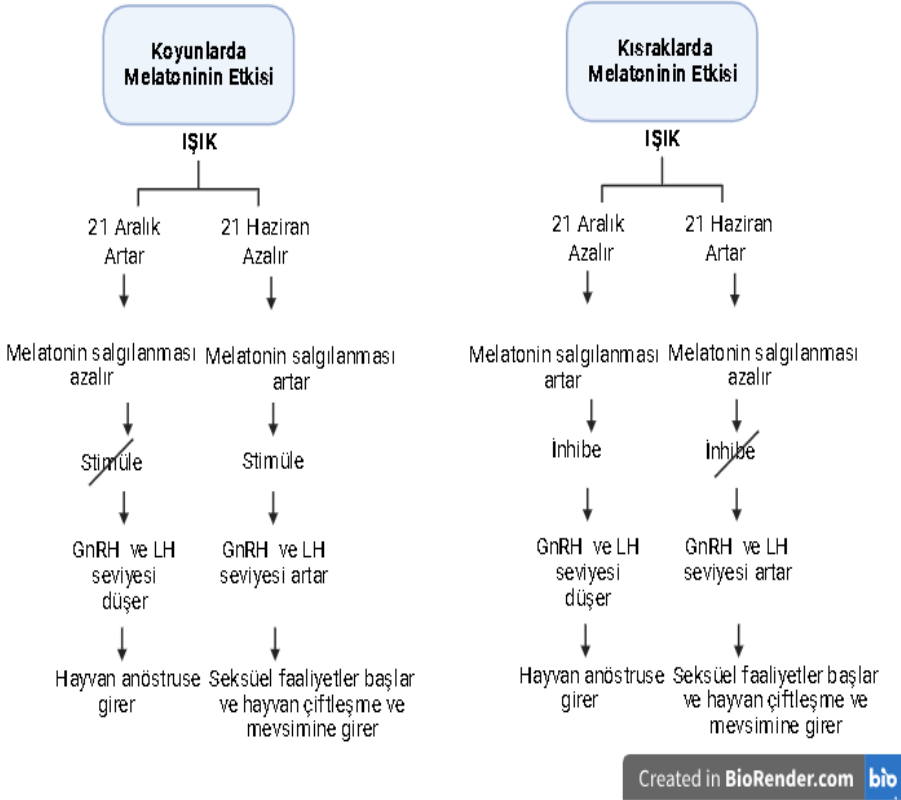 Koyunlarda
Melatoninin Etkisi
IŞIK
21 Aralık
Artar
21 Haziran
Azalır
Melatonin salgılanması
azalır
Melatonin salgılanması
artar
Stimüle
Stimüle
GnRH ve LH
seviyesi
düşer
GnRH ve LH
seviyesi artar
Hayvan anöstruse
girer
Seksüel faaliyetler başlar
ve hayvan çiftleşme ve
mevsimine girer
Kısraklarda
Melatoninin Etkisi
IŞIK
21 Aralık
Azalır
21 Haziran
Artar
Melatonin salgılanması
artar
Melatonin salgılanması
azalır
İnhibe
İnhibe
GnRH ve LH
seviyesi
düşer
GnRH ve LH
seviyesi artar
Hayvan anöstruse
girer
Seksüel faaliyetler başlar
ve hayvan çiftleşme ve
mevsimine girer
Created in BioRender.com bio